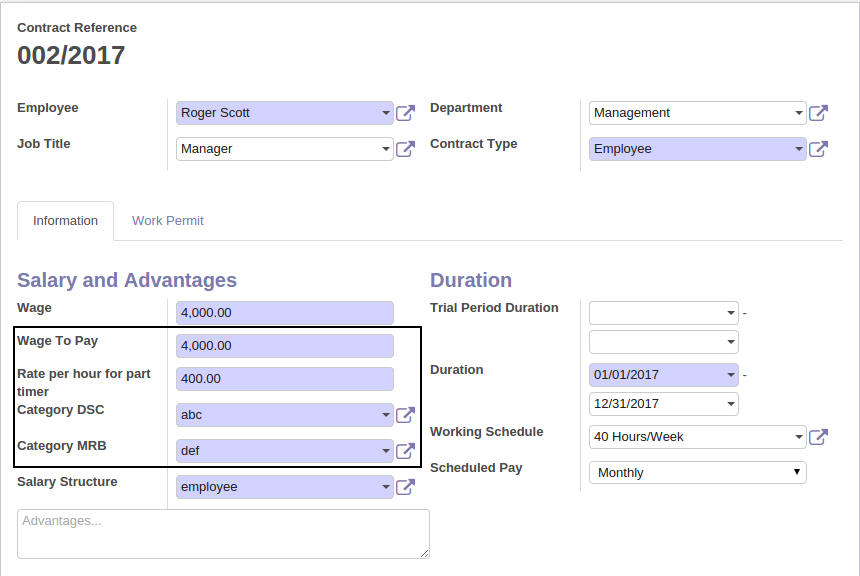 Contract Reference
002/2017
Employee
Roger Scott
Department
Management
Job Title
Manager
Contract Type
Employee
Information
Work Permit
Salary and Advantages
Wage
4,000.00
Wage To Pay
4,000.00
Rate per hour for part
timer
400.00
Category DSC
abc
Category MRB
def
Salary Structure
employee
Advantages...
Duration
Trial Period Duration
-
Duration
01/01/2017 -
12/31/2017
Working Schedule
40 Hours/Week
Scheduled Pay
Monthly